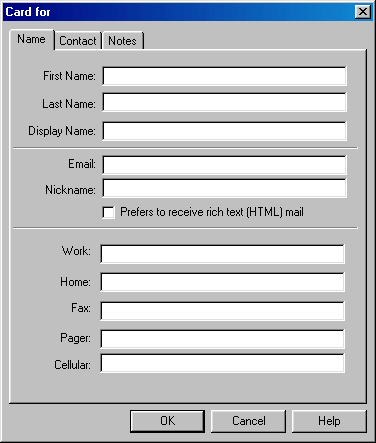 Card for
Name Contact Notes
First Name:
Last Name:
Display Name:
Email:
Nickname:
Prefers to receive rich text (HTML) mail
Work:
Home:
Fax:
Pager:
Cellular:
OK Cancel Help